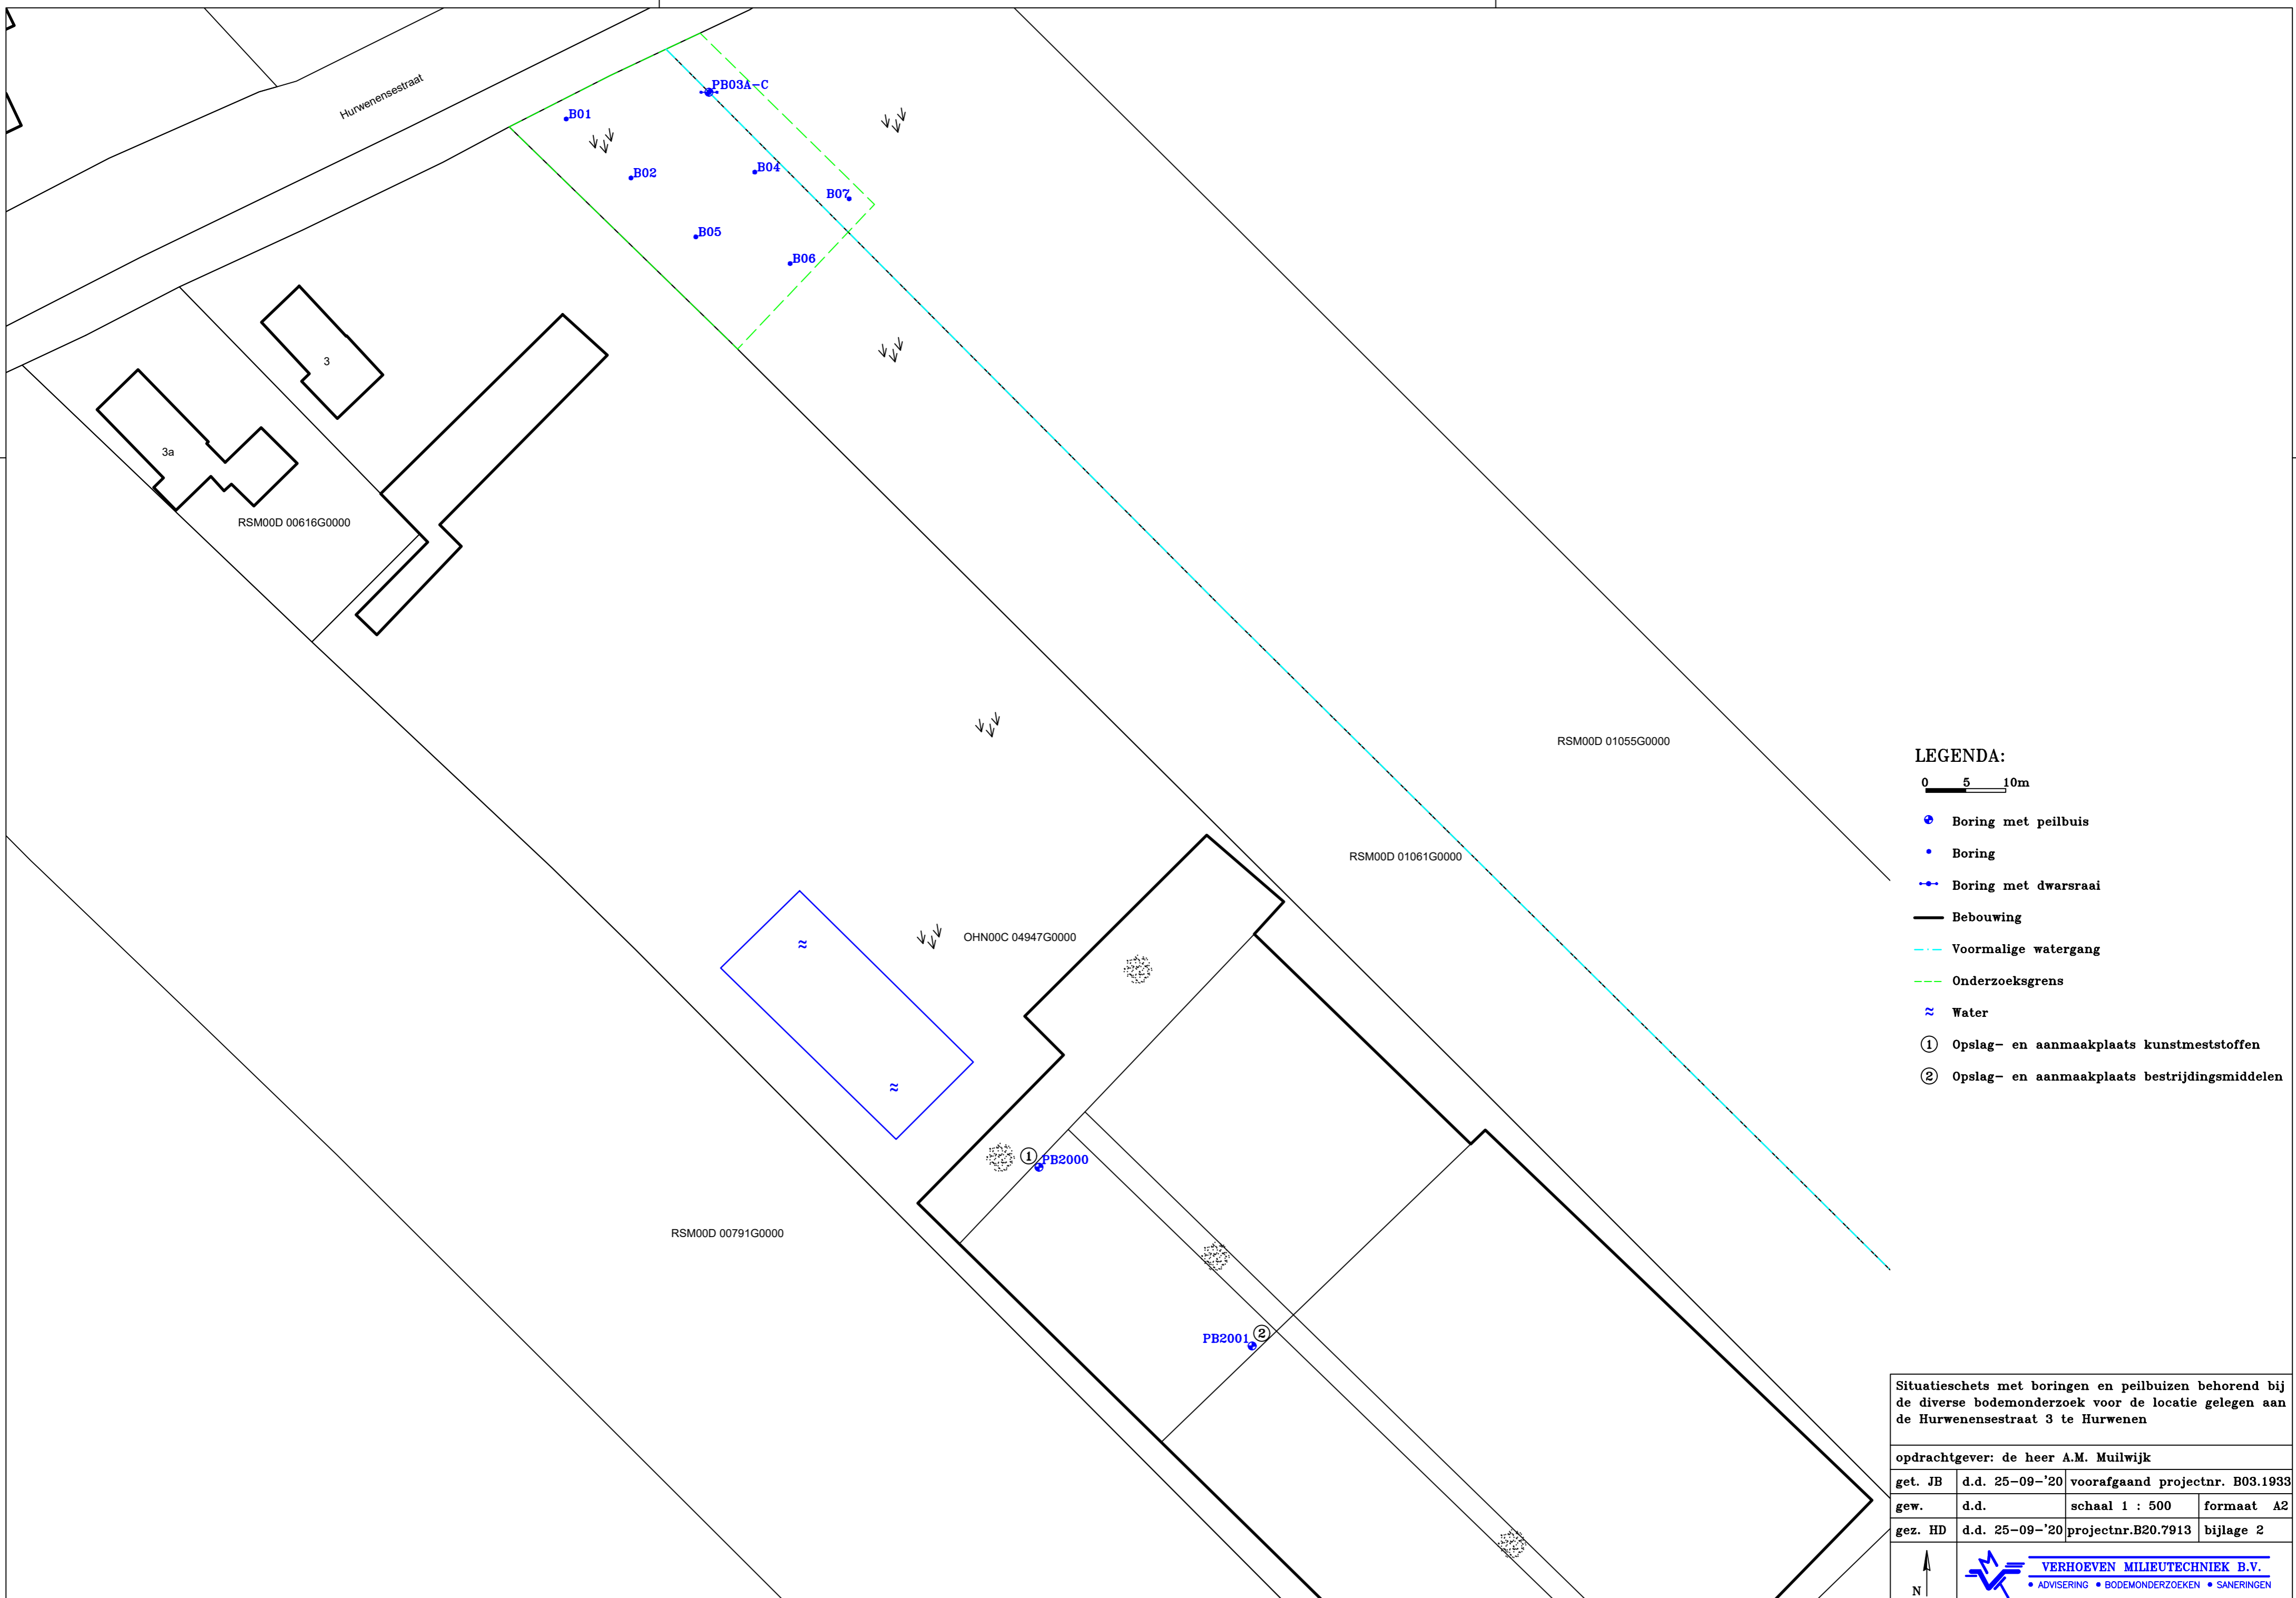 Hurwenensestraat
PB03A-C
B01
B02
B04
B07
B05
B06
3
3a
RSM00D 00616G0000
RSM00D 01055G0000
RSM00D 01061G0000
OHN00C 04947G0000
≈
≈
1 PB2000
RSM00D 00791G0000
PB2001 2
LEGENDA:
0 5 10m
Boring met peilbuis
Boring
Boring met dwarsraai
Bebouwing
Voormalige watergang
Onderzoeksgrens
≈ Water
1 Opslag- en aanmaakplaats kunstmeststoffen
2 Opslag- en aanmaakplaats bestrijdingsmiddelen
Situatieschets met boringen en peilbuizen behorend bij
de diverse bodemonderzoek voor de locatie gelegen aan
de Hurwenensestraat 3 te Hurwenen
opdrachtgever: de heer A.M. Muilwijk
get. JB d.d. 25-09-'20 voorafgaand projectnr. B03.1933
gew. d.d. schaal 1 : 500 formaat A2
gez. HD d.d. 25-09-'20 projectnr.B20.7913 bijlage 2
N
VERHOEVEN MILIEUTECHNIEK B.V.
• ADVISERING • BODEMONDERZOEKEN • SANERINGEN